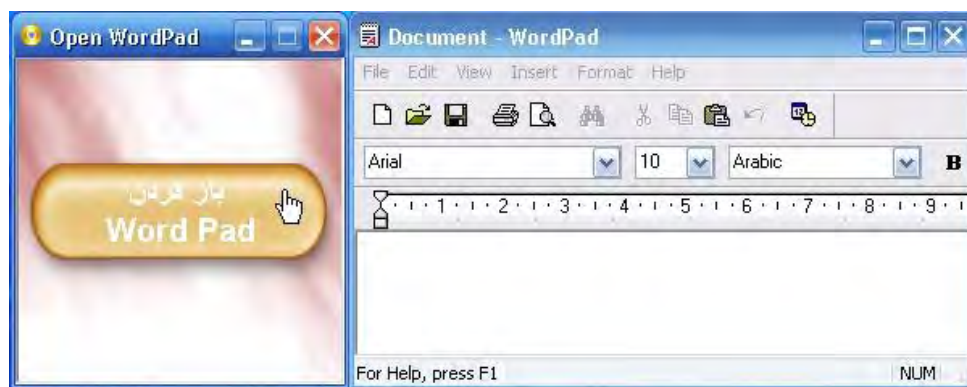 Open WordPad
باز کردن
Word Pad
Document - WordPad
File Edit View Insert Format Help
Arial 10 Arabic B
1 2 3 4 5 6 7 8 9
For Help, press F1 NUM